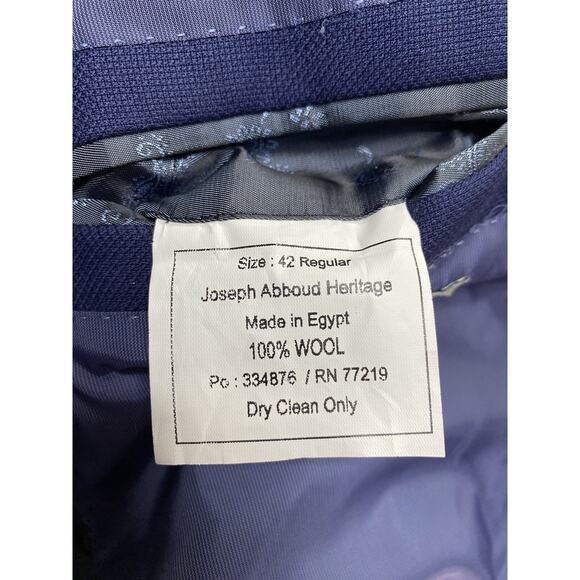 Size : 42 Regular
Joseph Abboud Heritage
Made in Egypt
100% WOOL
Po : 334876 / RN 77219
Dry Clean Only